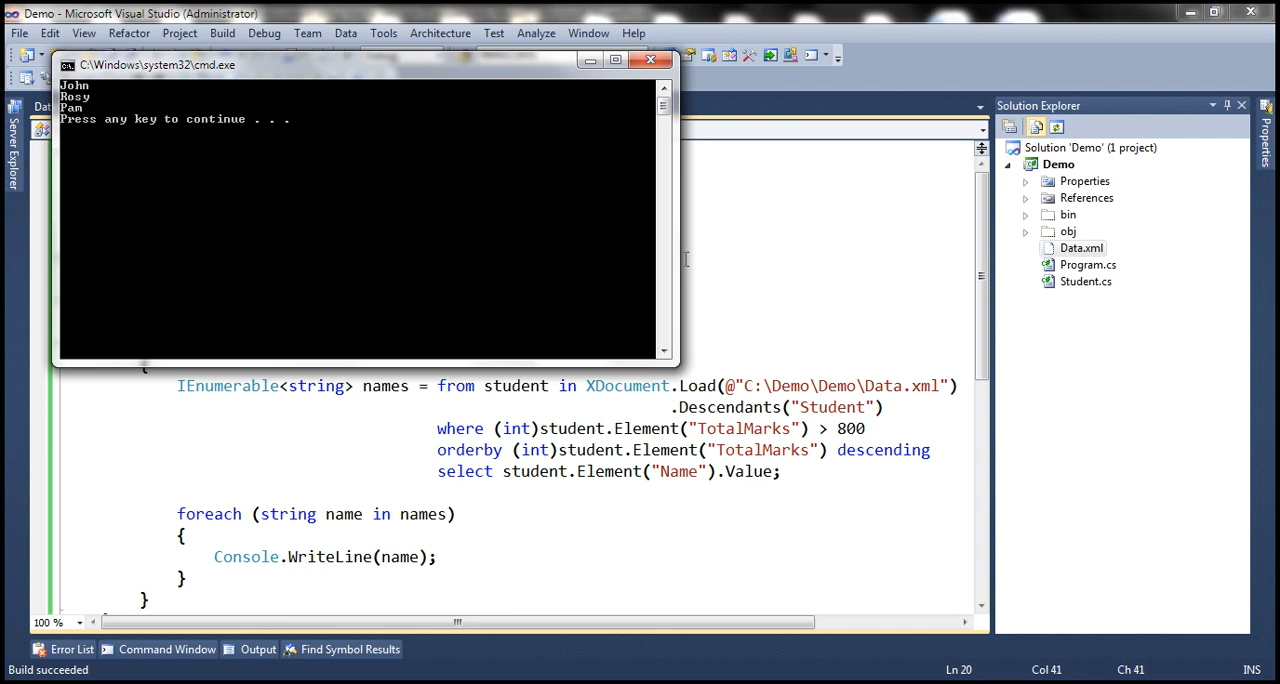 Demo - Microsoft Visual Studio (Administrator)
File Edit View Refactor Project Build Debug Team Data Tools Architecture Test Analyze Window Help
C:\Windows\system32\cmd.exe
John
Rosy
Pam
Press any key to continue . . .
Server Explorer
Dat
Solution Explorer
Properties
Solution 'Demo' (1 project)
Demo
Properties
References
bin
obj
Data.xml
Program.cs
Student.cs
{
IEnumerable<string> names = from student in XDocument.Load(@"C:\Demo\Demo\Data.xml")
.Descendants("Student")
where (int)student.Element("TotalMarks") > 800
orderby (int)student.Element("TotalMarks") descending
select student.Element("Name").Value;
foreach (string name in names)
{
Console.WriteLine(name);
}
}
100 %
Error List Command Window Output Find Symbol Results
Build succeeded Ln 20 Col 41 Ch 41 INS